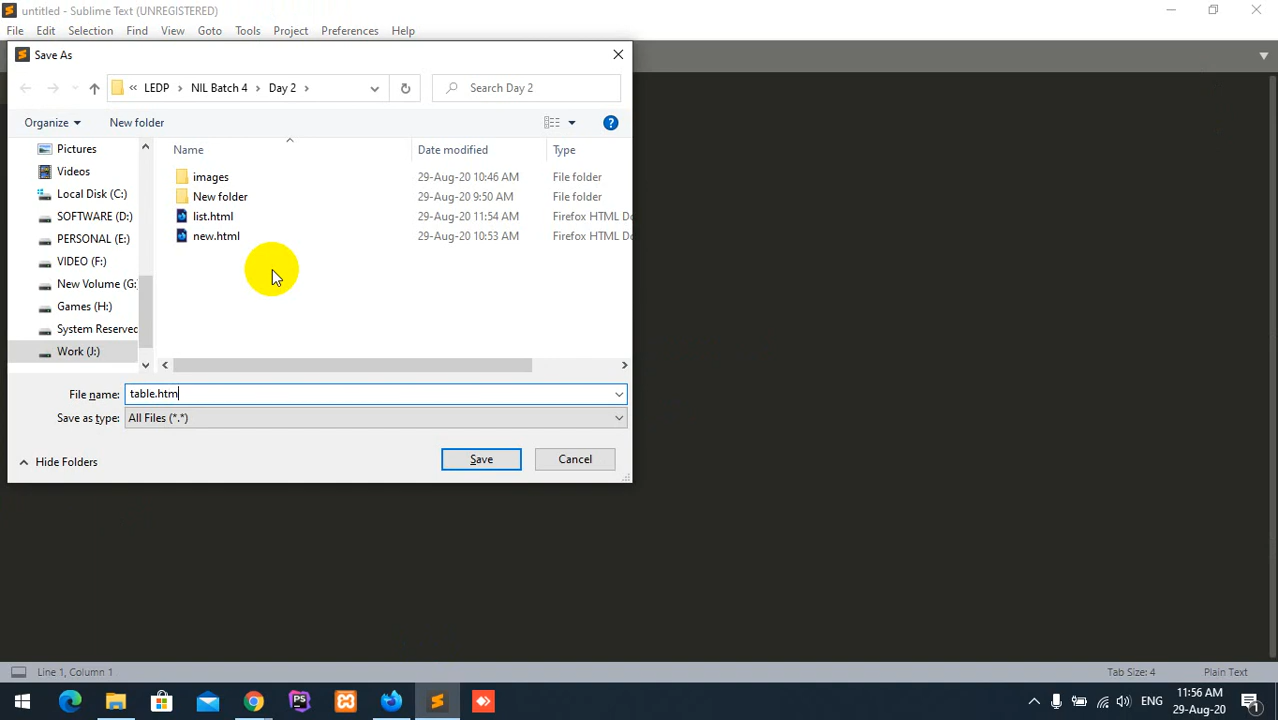 untitled - Sublime Text (UNREGISTERED)
File Edit Selection Find View Goto Tools Project Preferences Help
Save As
« LEDP > NIL Batch 4 > Day 2 >
Search Day 2
Organize
New folder
Name
Date modified
Type
Pictures
Videos
Local Disk (C:)
SOFTWARE (D:)
PERSONAL (E:)
VIDEO (F:)
New Volume (G:
Games (H:)
System Reserved
Work (J:)
images 29-Aug-20 10:46 AM File folder
New folder 29-Aug-20 9:50 AM File folder
list.html 29-Aug-20 11:54 AM Firefox HTML Do
new.html 29-Aug-20 10:53 AM Firefox HTML Do
File name: table.htm
Save as type: All Files (*.*)
Hide Folders
Save
Cancel
Line 1, Column 1
Tab Size: 4
Plain Text
PS
ENG
11:56 AM
29-Aug-20
1